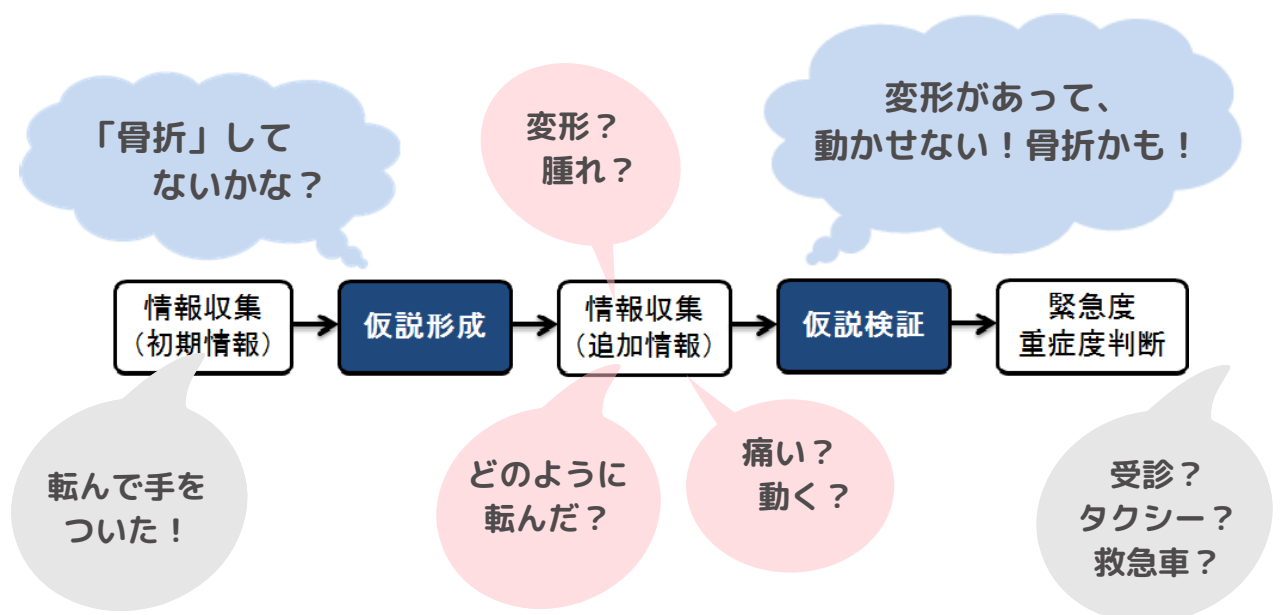 「骨折」して
ないかな？
変形？
腫れ？
変形があって、
動かせない！骨折かも！
情報収集
（初期情報）
仮説形成
情報収集
（追加情報）
仮説検証
緊急度
重症度判断
転んで手を
ついた！
どのように
転んだ？
痛い？
動く？
受診？
タクシー？
救急車？